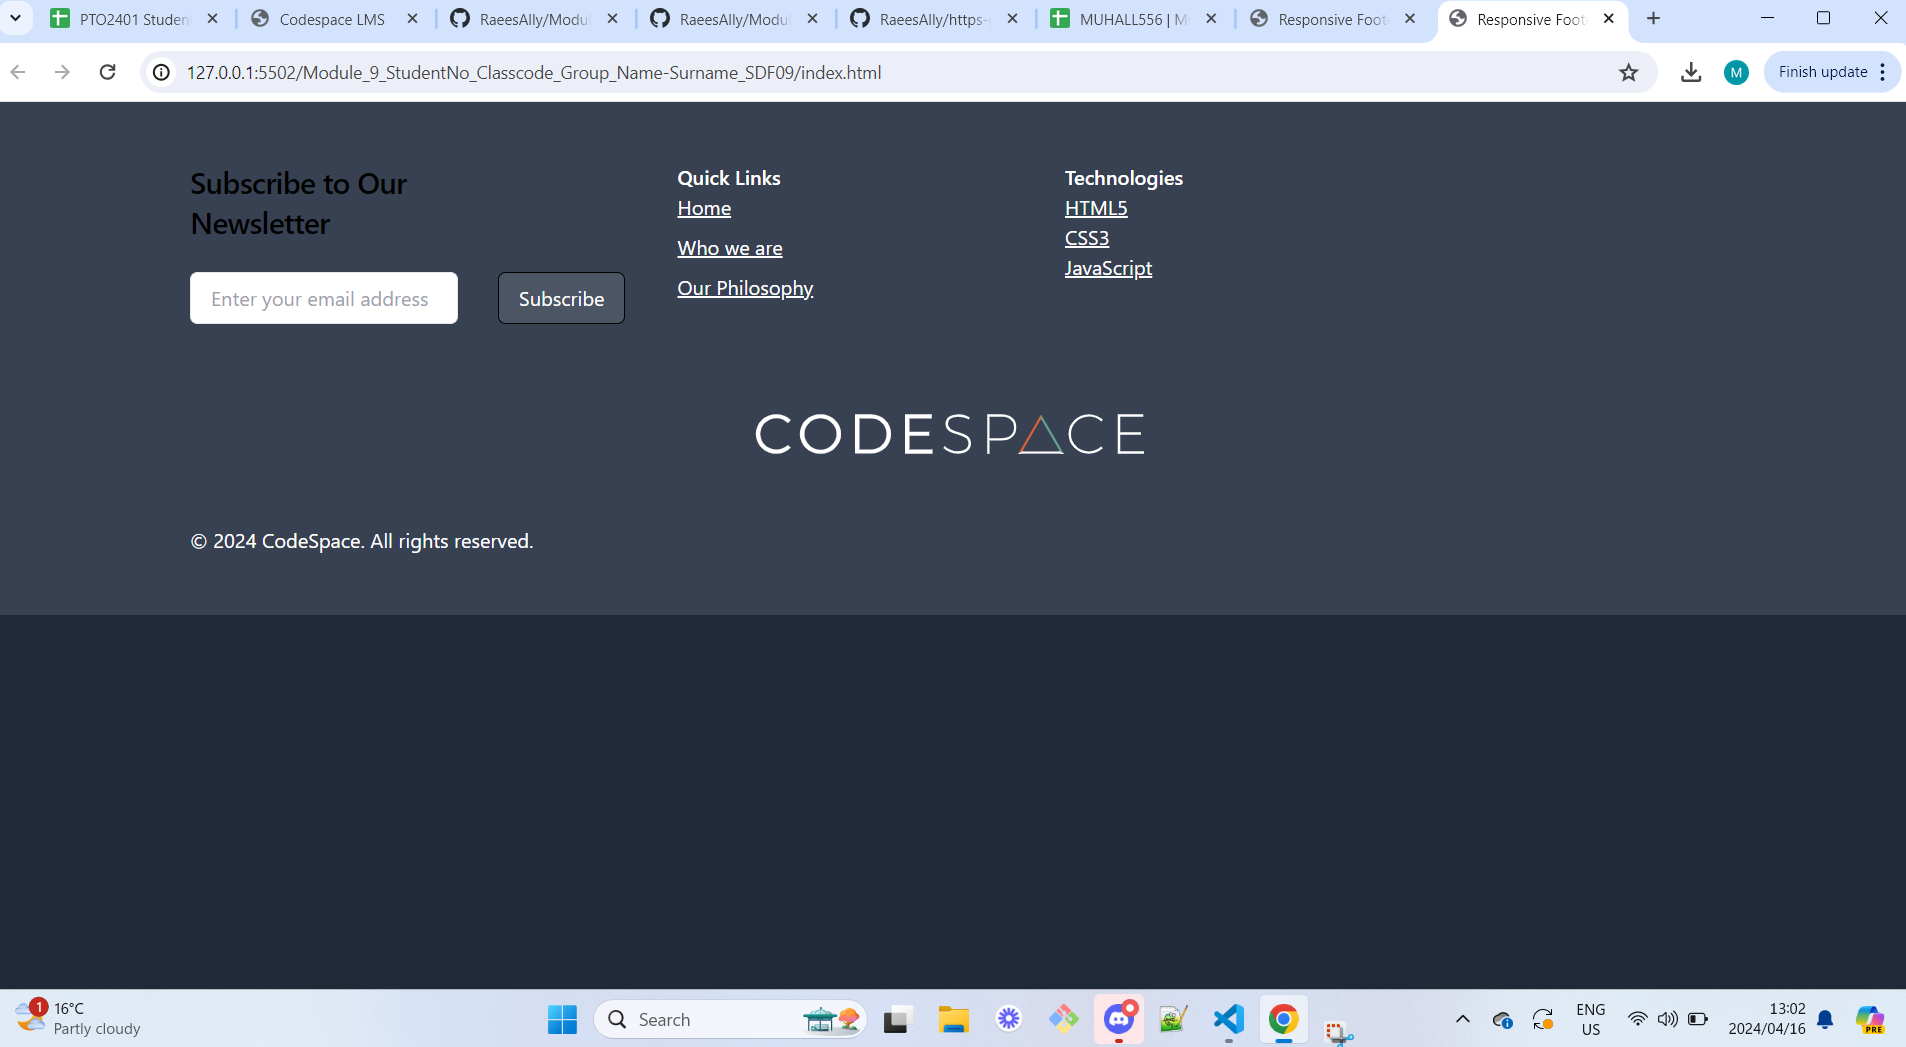 PTO2401 Studen
Codespace LMS
RaeesAlly/Modul
RaeesAlly/Modul
RaeesAlly/https-
MUHALL556 | M
Responsive Foot
Responsive Foot
127.0.0.1:5502/Module_9_StudentNo_Classcode_Group_Name-Surname_SDF09/index.html
M
Finish update
Subscribe to Our
Newsletter
Enter your email address
Subscribe
Quick Links
Home
Who we are
Our Philosophy
Technologies
HTML5
CSS3
JavaScript
CODESPACE
© 2024 CodeSpace. All rights reserved.
1
16°C
Partly cloudy
Search
ENG
US
13:02
2024/04/16
PRE